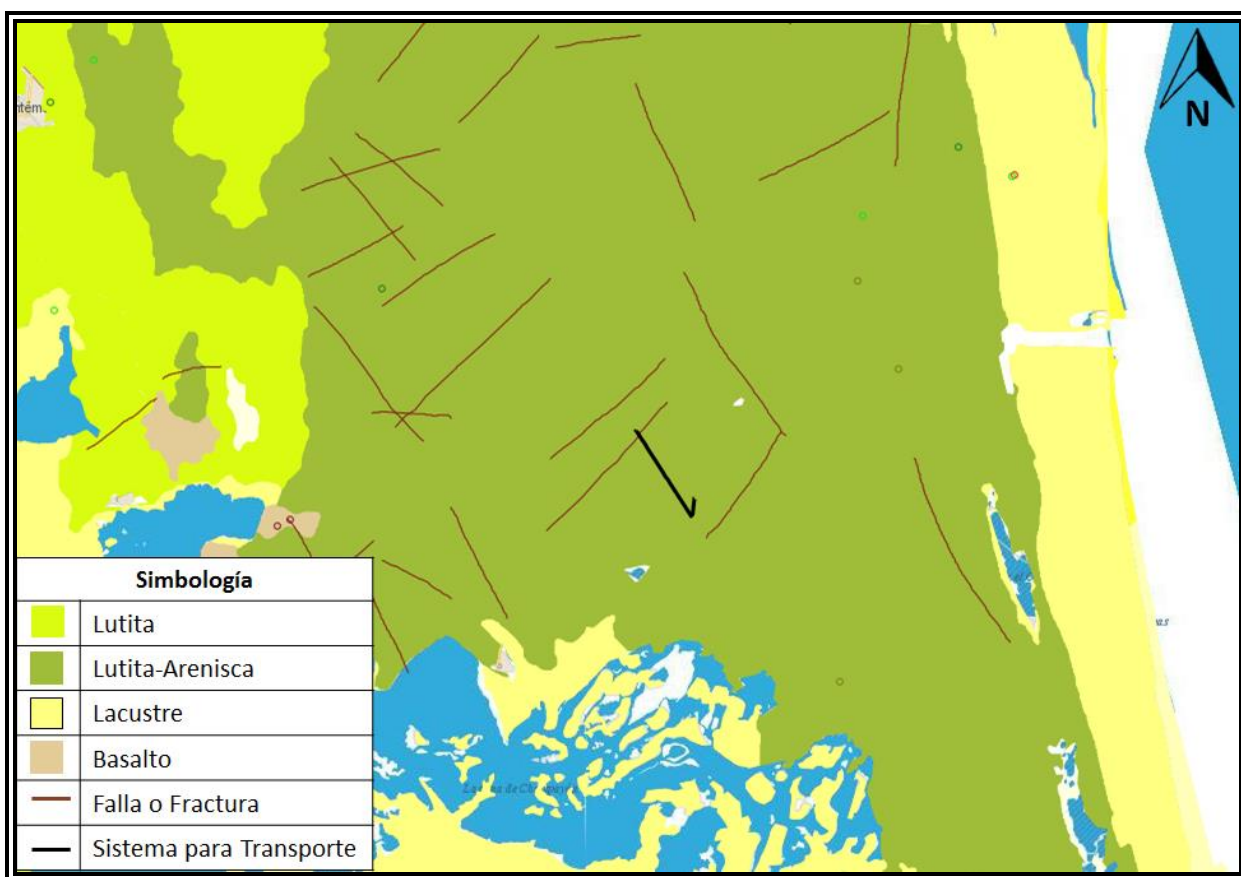 N
Simbología
Lutita
Lutita-Arenisca
Lacustre
Basalto
Falla o Fractura
Sistema para Transporte